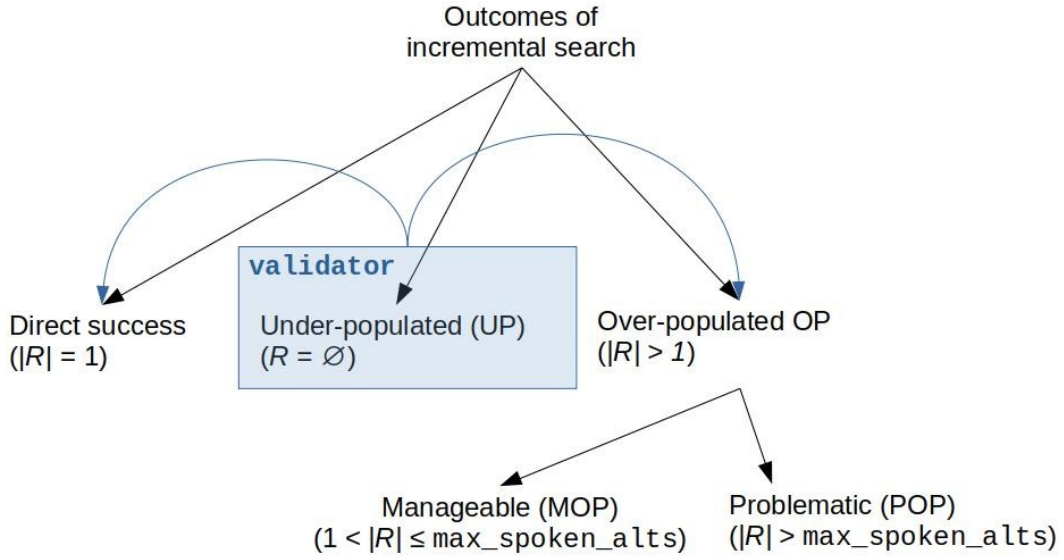 Outcomes of
incremental search
validator
Direct success
(|R| = 1)
Under-populated (UP)
(R = ∅)
Over-populated OP
(|R| > 1)
Manageable (MOP)
(1 < |R| ≤ max_spoken_alts)
Problematic (POP)
(|R| > max_spoken_alts)